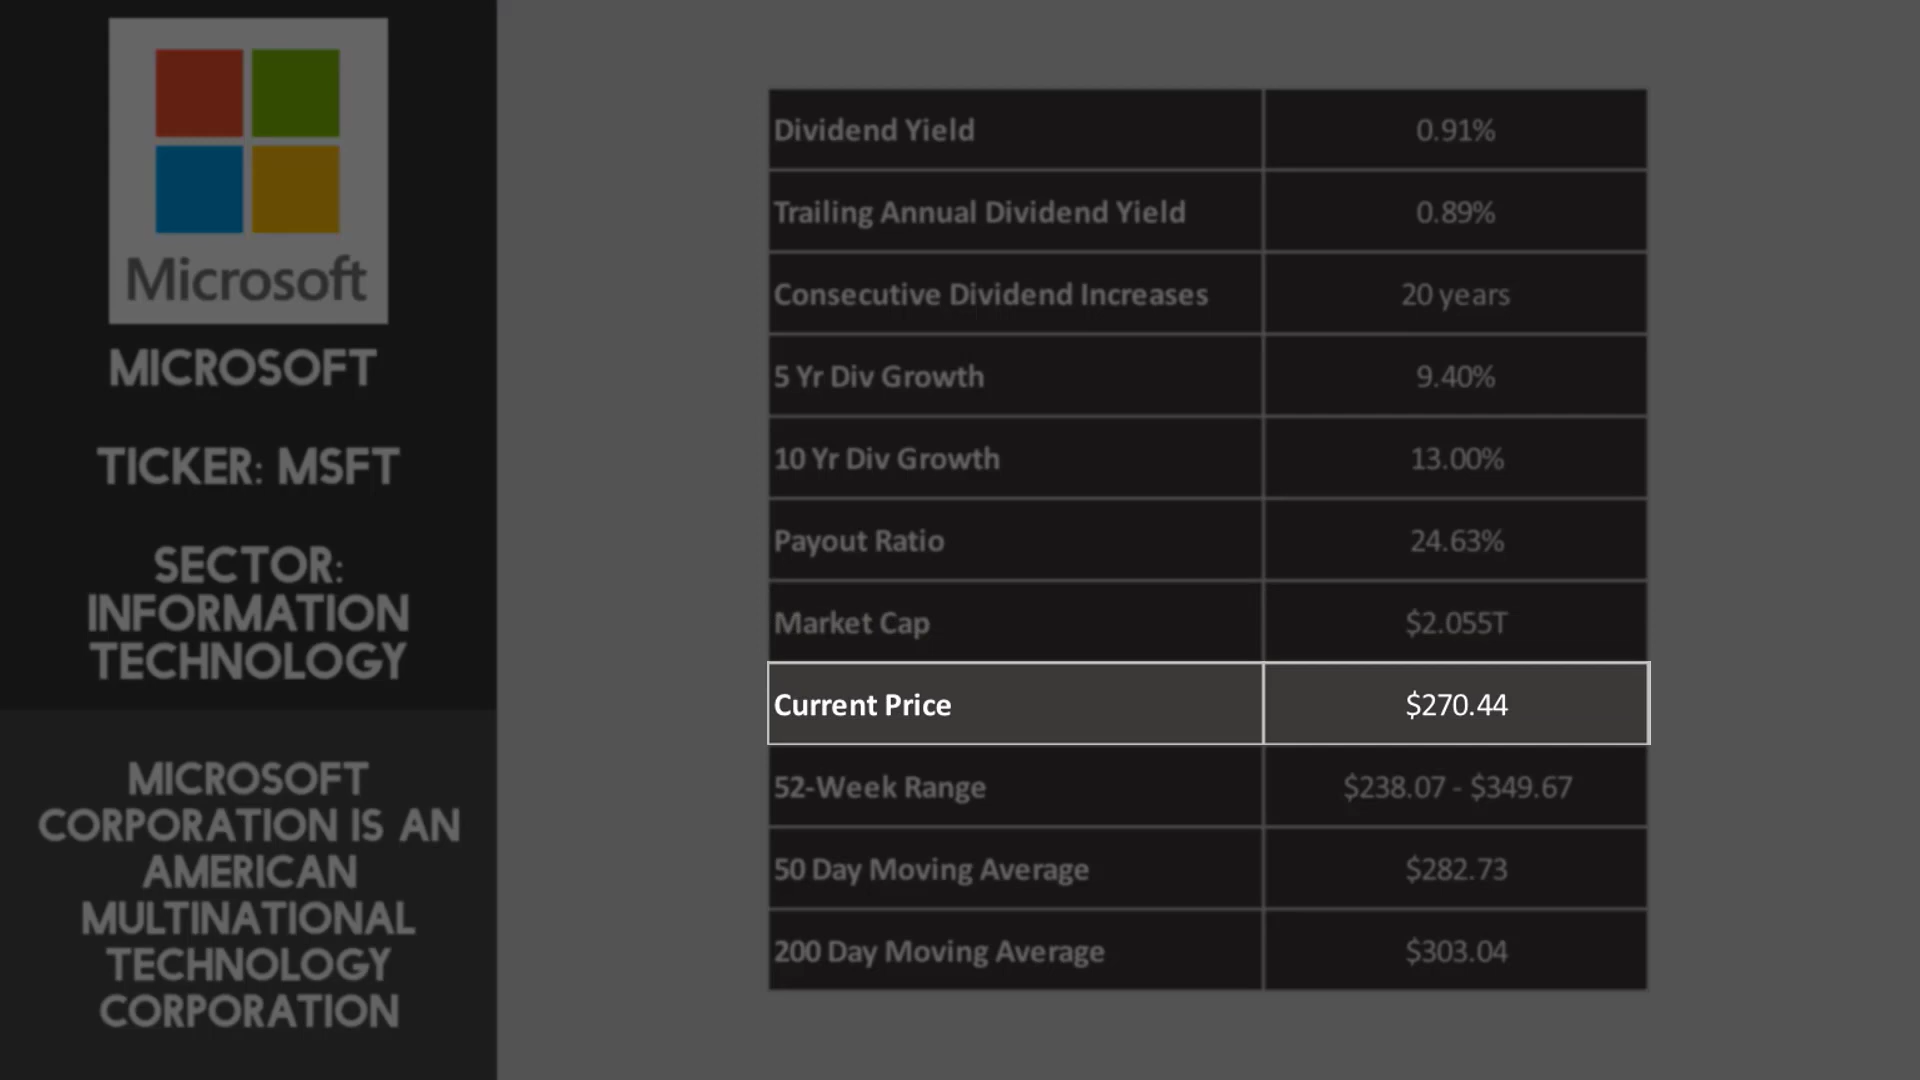 Microsoft
MICROSOFT
TICKER: MSFT
SECTOR:
INFORMATION
TECHNOLOGY
MICROSOFT
CORPORATION IS AN
AMERICAN
MULTINATIONAL
TECHNOLOGY
CORPORATION
Dividend Yield 0.91%
Trailing Annual Dividend Yield 0.89%
Consecutive Dividend Increases 20 years
5 Yr Div Growth 9.40%
10 Yr Div Growth 13.00%
Payout Ratio 24.63%
Market Cap $2.055T
Current Price $270.44
52-Week Range $238.07 - $349.67
50 Day Moving Average $282.73
200 Day Moving Average $303.04